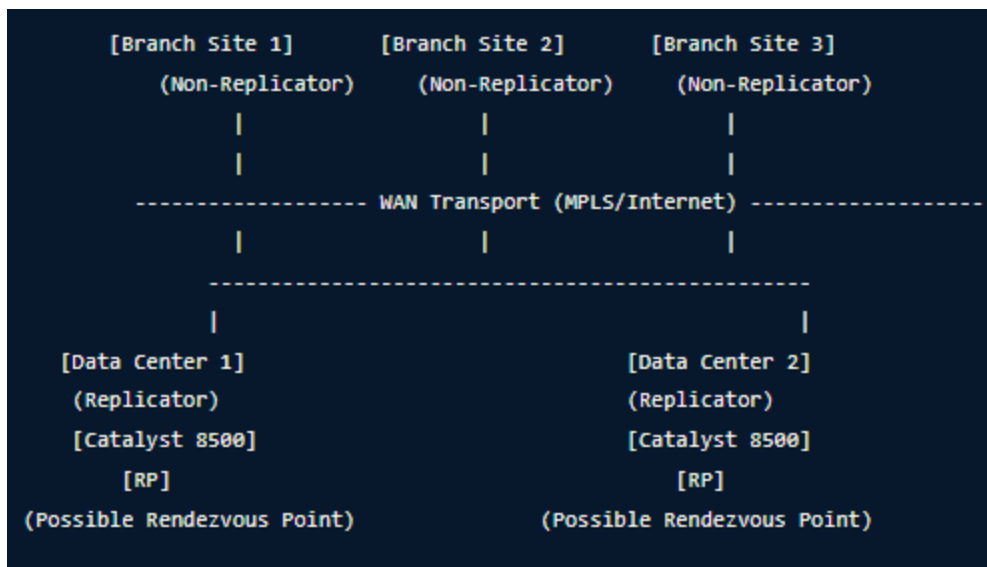 [Branch Site 1] [Branch Site 2] [Branch Site 3]
(Non-Replicator) (Non-Replicator) (Non-Replicator)
| | |
| | |
------------------- WAN Transport (MPLS/Internet) -------------------
| | |
-------------------------------------------------
| |
[Data Center 1] [Data Center 2]
(Replicator) (Replicator)
[Catalyst 8500] [Catalyst 8500]
[RP] [RP]
(Possible Rendezvous Point) (Possible Rendezvous Point)